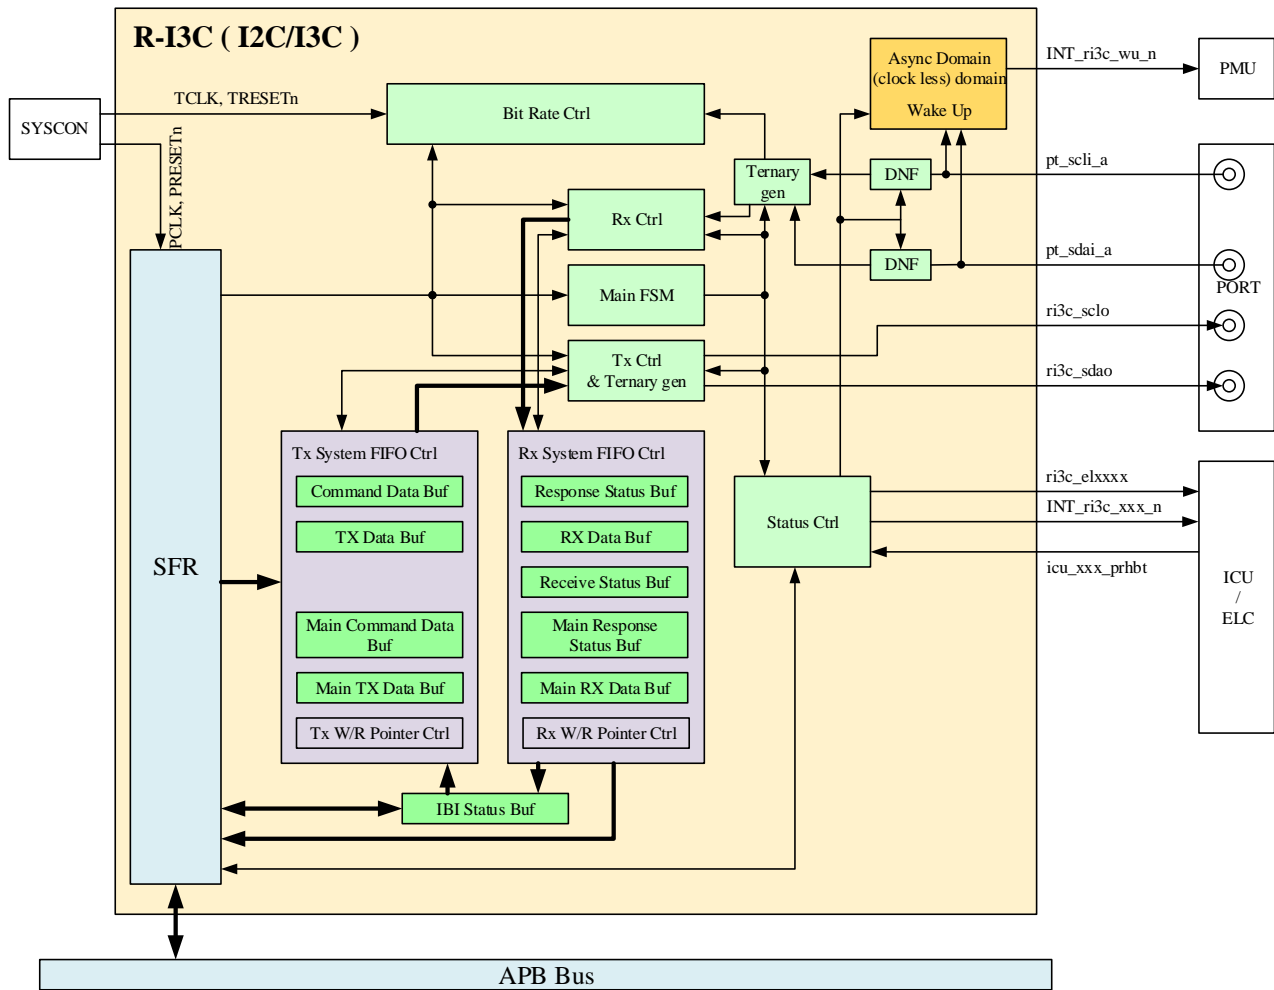 R-I3C ( I2C/I3C )
Async Domain
(clock less) domain
Wake Up
INT_ri3c_wu_n
PMU
SYSCON
TCLK, TRESETn
Bit Rate Ctrl
PCLK, PRESETn
Ternary
gen
DNF
pt_scli_a
Rx Ctrl
DNF
pt_sdai_a
PORT
Main FSM
ri3c_sclo
Tx Ctrl
& Ternary gen
ri3c_sdao
Tx System FIFO Ctrl
Command Data Buf
TX Data Buf
Main Command Data
Buf
Main TX Data Buf
Tx W/R Pointer Ctrl
Rx System FIFO Ctrl
Response Status Buf
RX Data Buf
Receive Status Buf
Main Response
Status Buf
Main RX Data Buf
Rx W/R Pointer Ctrl
Status Ctrl
ri3c_elxxxx
INT_ri3c_xxx_n
icu_xxx_prhbt
ICU
/
ELC
SFR
IBI Status Buf
APB Bus